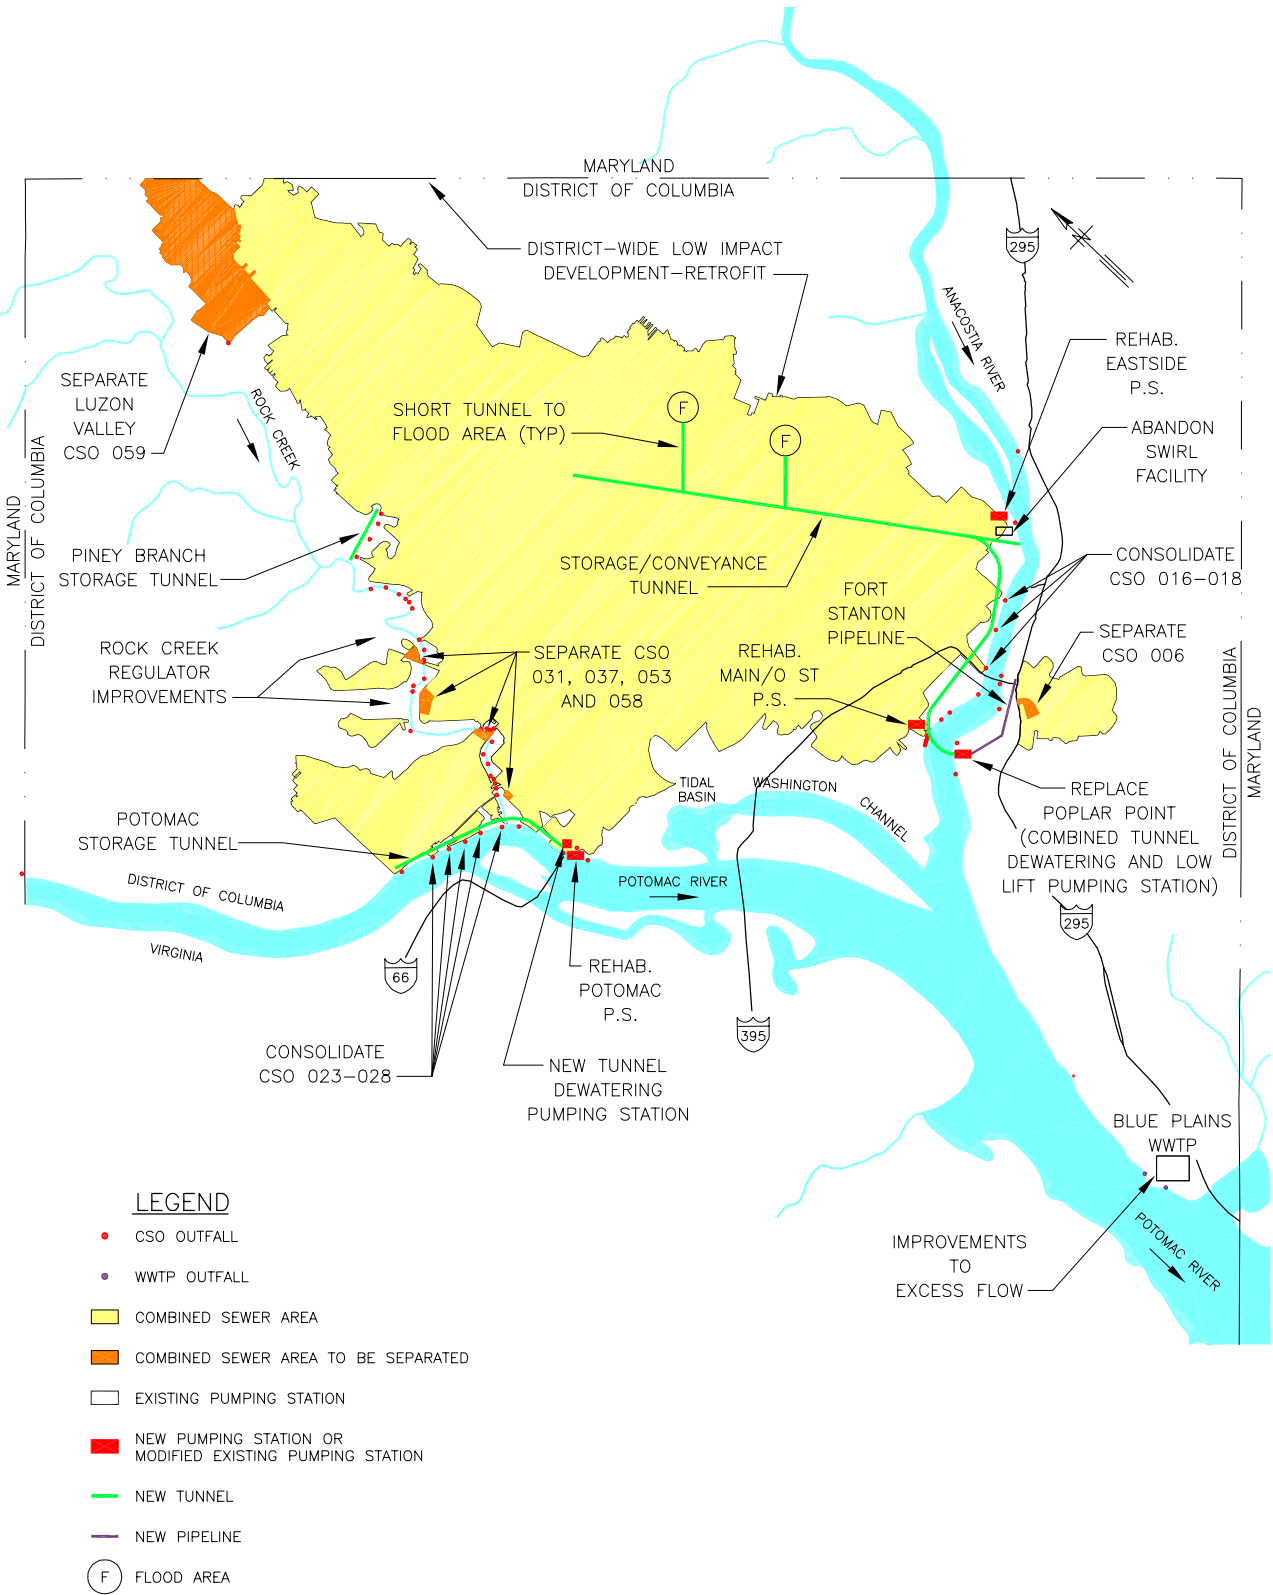 MARYLAND
DISTRICT OF COLUMBIA
295
DISTRICT-WIDE LOW IMPACT
DEVELOPMENT-RETROFIT
ANACOSTIA RIVER
REHAB.
EASTSIDE
P.S.
SEPARATE
LUZON
VALLEY
CSO 059
ROCK CREEK
SHORT TUNNEL TO
FLOOD AREA (TYP)
F
F
ABANDON
SWIRL
FACILITY
MARYLAND
DISTRICT OF COLUMBIA
PINEY BRANCH
STORAGE TUNNEL
STORAGE/CONVEYANCE
TUNNEL
CONSOLIDATE
CSO 016-018
FORT
STANTON
PIPELINE
SEPARATE
CSO 006
ROCK CREEK
REGULATOR
IMPROVEMENTS
SEPARATE CSO
031, 037, 053
AND 058
REHAB.
MAIN/O ST
P.S.
DISTRICT OF COLUMBIA
MARYLAND
TIDAL
BASIN
WASHINGTON
CHANNEL
REPLACE
POPLAR POINT
(COMBINED TUNNEL
DEWATERING AND LOW
LIFT PUMPING STATION)
POTOMAC
STORAGE TUNNEL
DISTRICT OF COLUMBIA
VIRGINIA
POTOMAC RIVER
295
66
REHAB.
POTOMAC
P.S.
395
CONSOLIDATE
CSO 023-028
NEW TUNNEL
DEWATERING
PUMPING STATION
BLUE PLAINS
WWTP
IMPROVEMENTS
TO
EXCESS FLOW
POTOMAC RIVER
LEGEND
CSO OUTFALL
WWTP OUTFALL
COMBINED SEWER AREA
COMBINED SEWER AREA TO BE SEPARATED
EXISTING PUMPING STATION
NEW PUMPING STATION OR
MODIFIED EXISTING PUMPING STATION
NEW TUNNEL
NEW PIPELINE
F FLOOD AREA